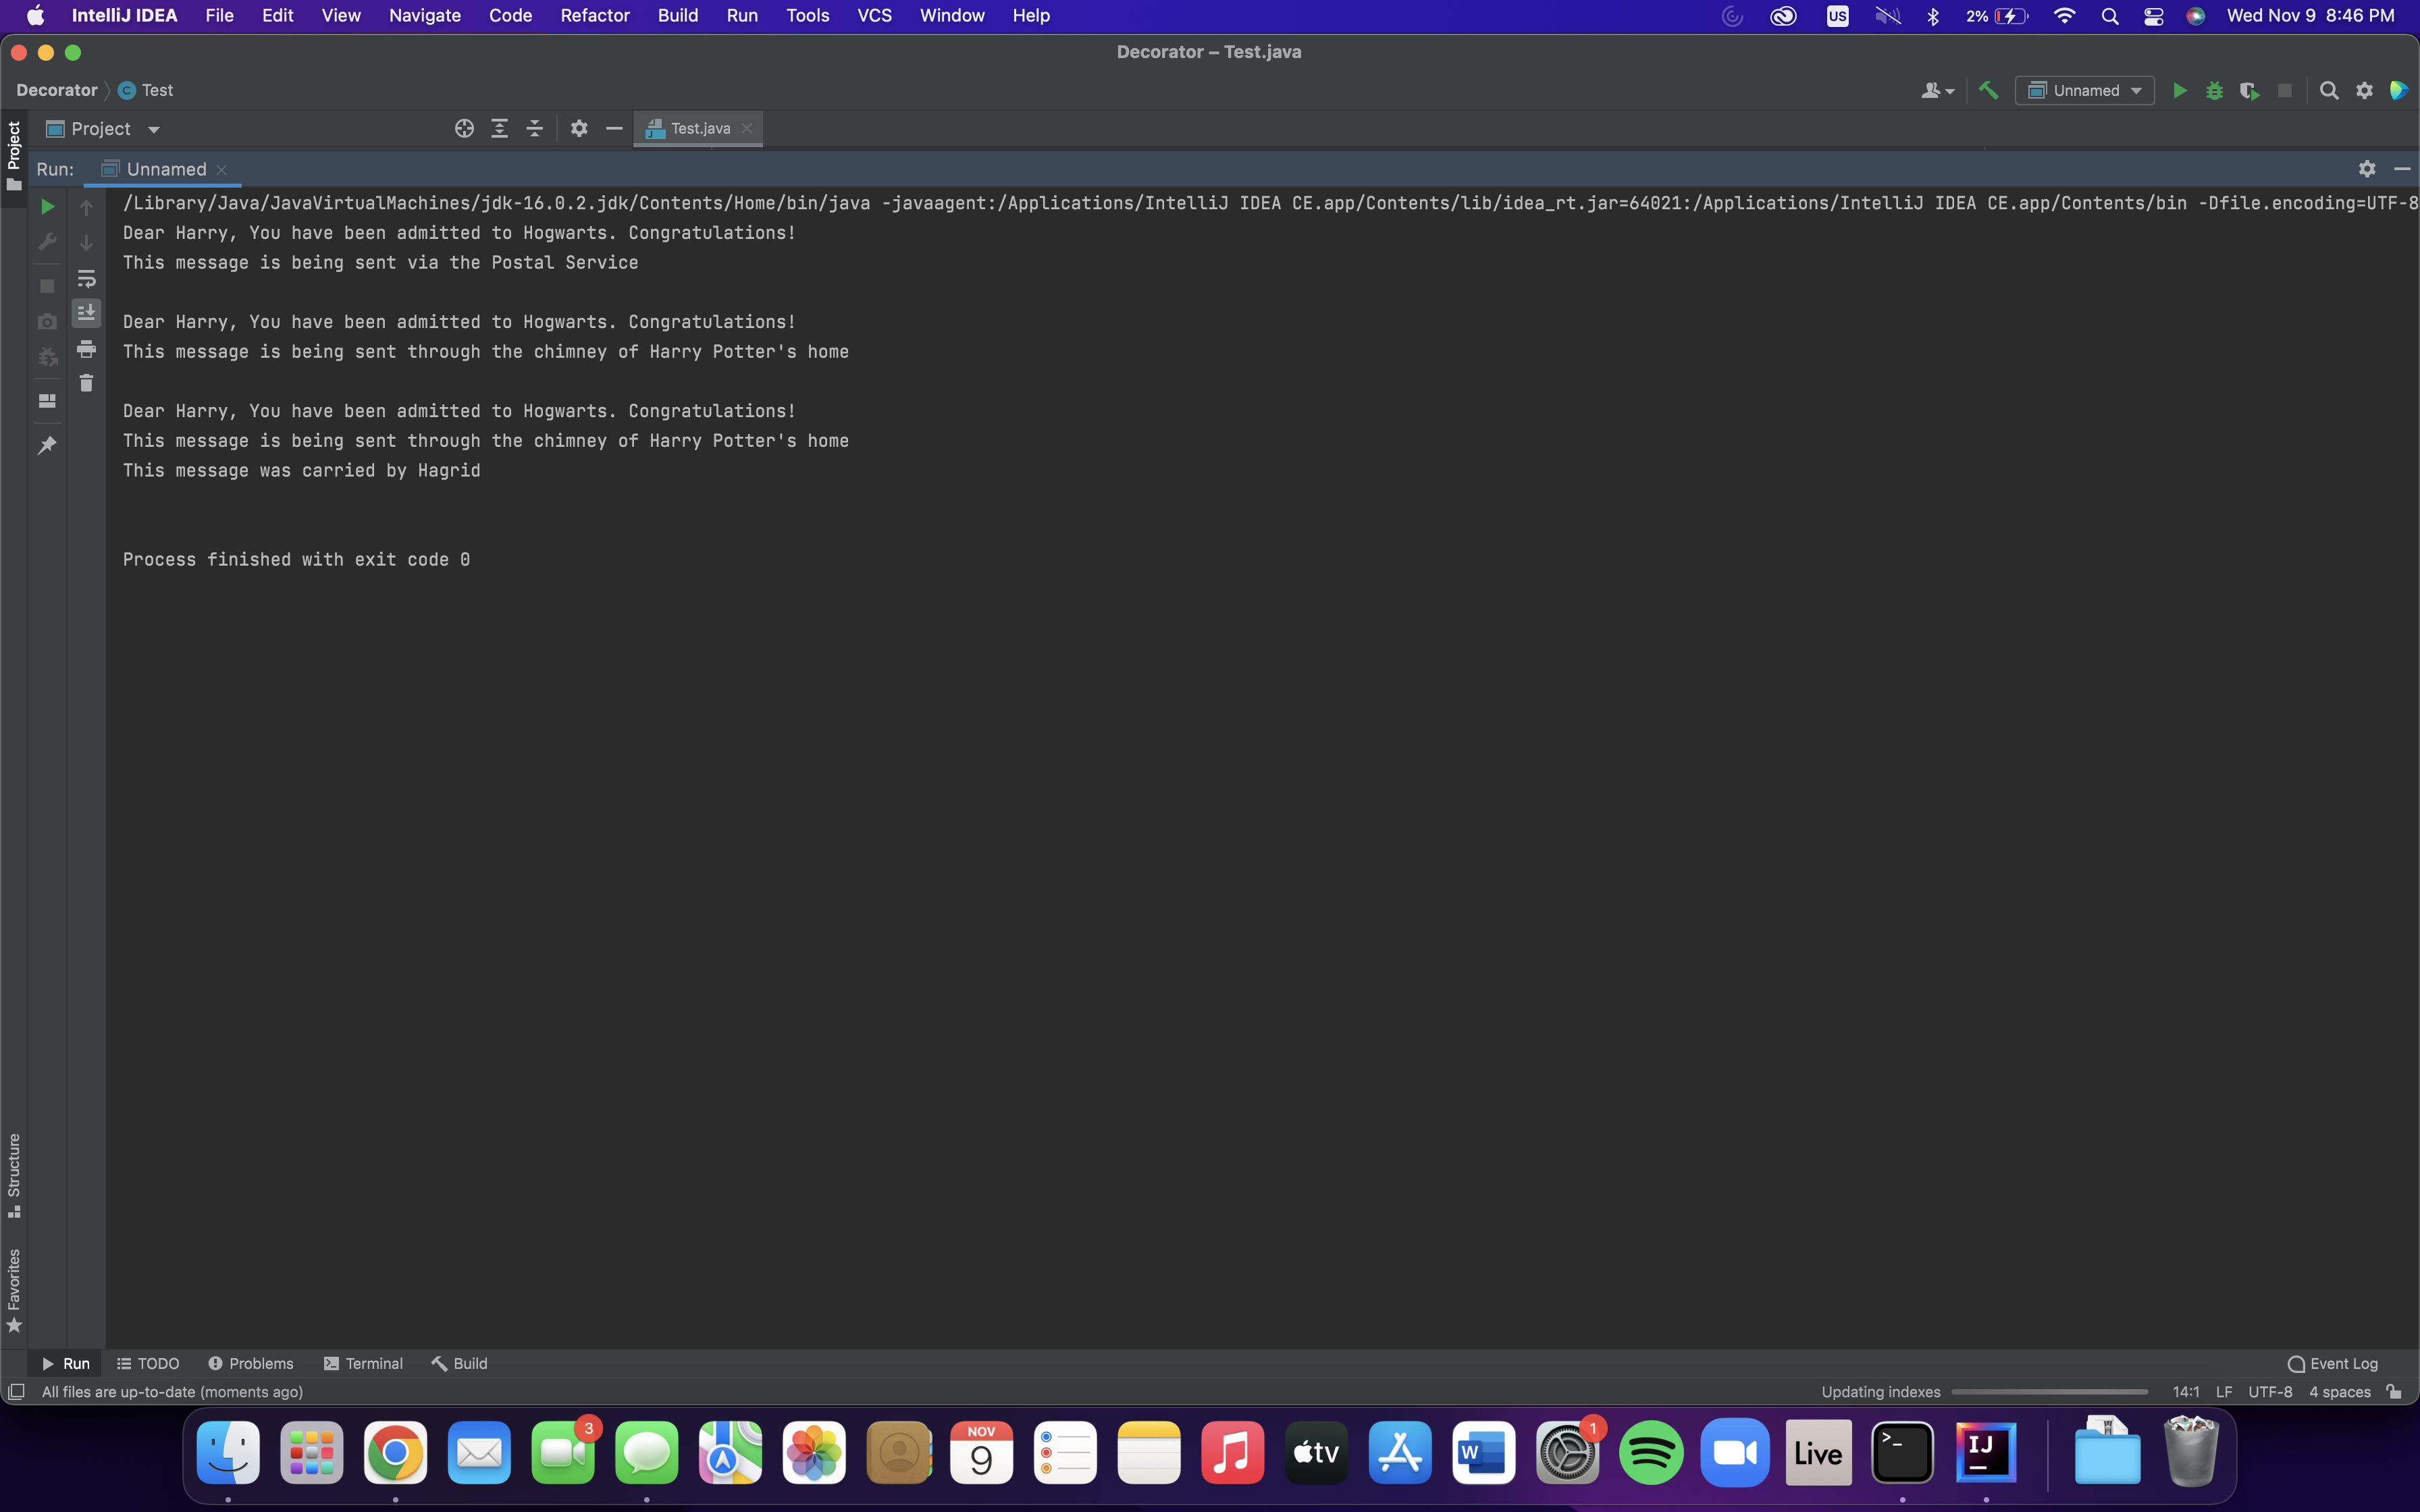 IntelliJ IDEA File Edit View Navigate Code Refactor Build Run Tools VCS Window Help US 2% Wed Nov 9 8:46 PM
Decorator – Test.java
Decorator Test Unnamed
Project Project Test.java
Run: Unnamed
/Library/Java/JavaVirtualMachines/jdk-16.0.2.jdk/Contents/Home/bin/java -javaagent:/Applications/IntelliJ IDEA CE.app/Contents/lib/idea_rt.jar=64021:/Applications/IntelliJ IDEA CE.app/Contents/bin -Dfile.encoding=UTF-8
Dear Harry, You have been admitted to Hogwarts. Congratulations!
This message is being sent via the Postal Service
Dear Harry, You have been admitted to Hogwarts. Congratulations!
This message is being sent through the chimney of Harry Potter's home
Dear Harry, You have been admitted to Hogwarts. Congratulations!
This message is being sent through the chimney of Harry Potter's home
This message was carried by Hagrid
Process finished with exit code 0
Structure
Favorites
Run TODO Problems Terminal Build Event Log
All files are up-to-date (moments ago) Updating indexes 14:1 LF UTF-8 4 spaces
3 NOV 9 tv W 1 Live >_ IJ